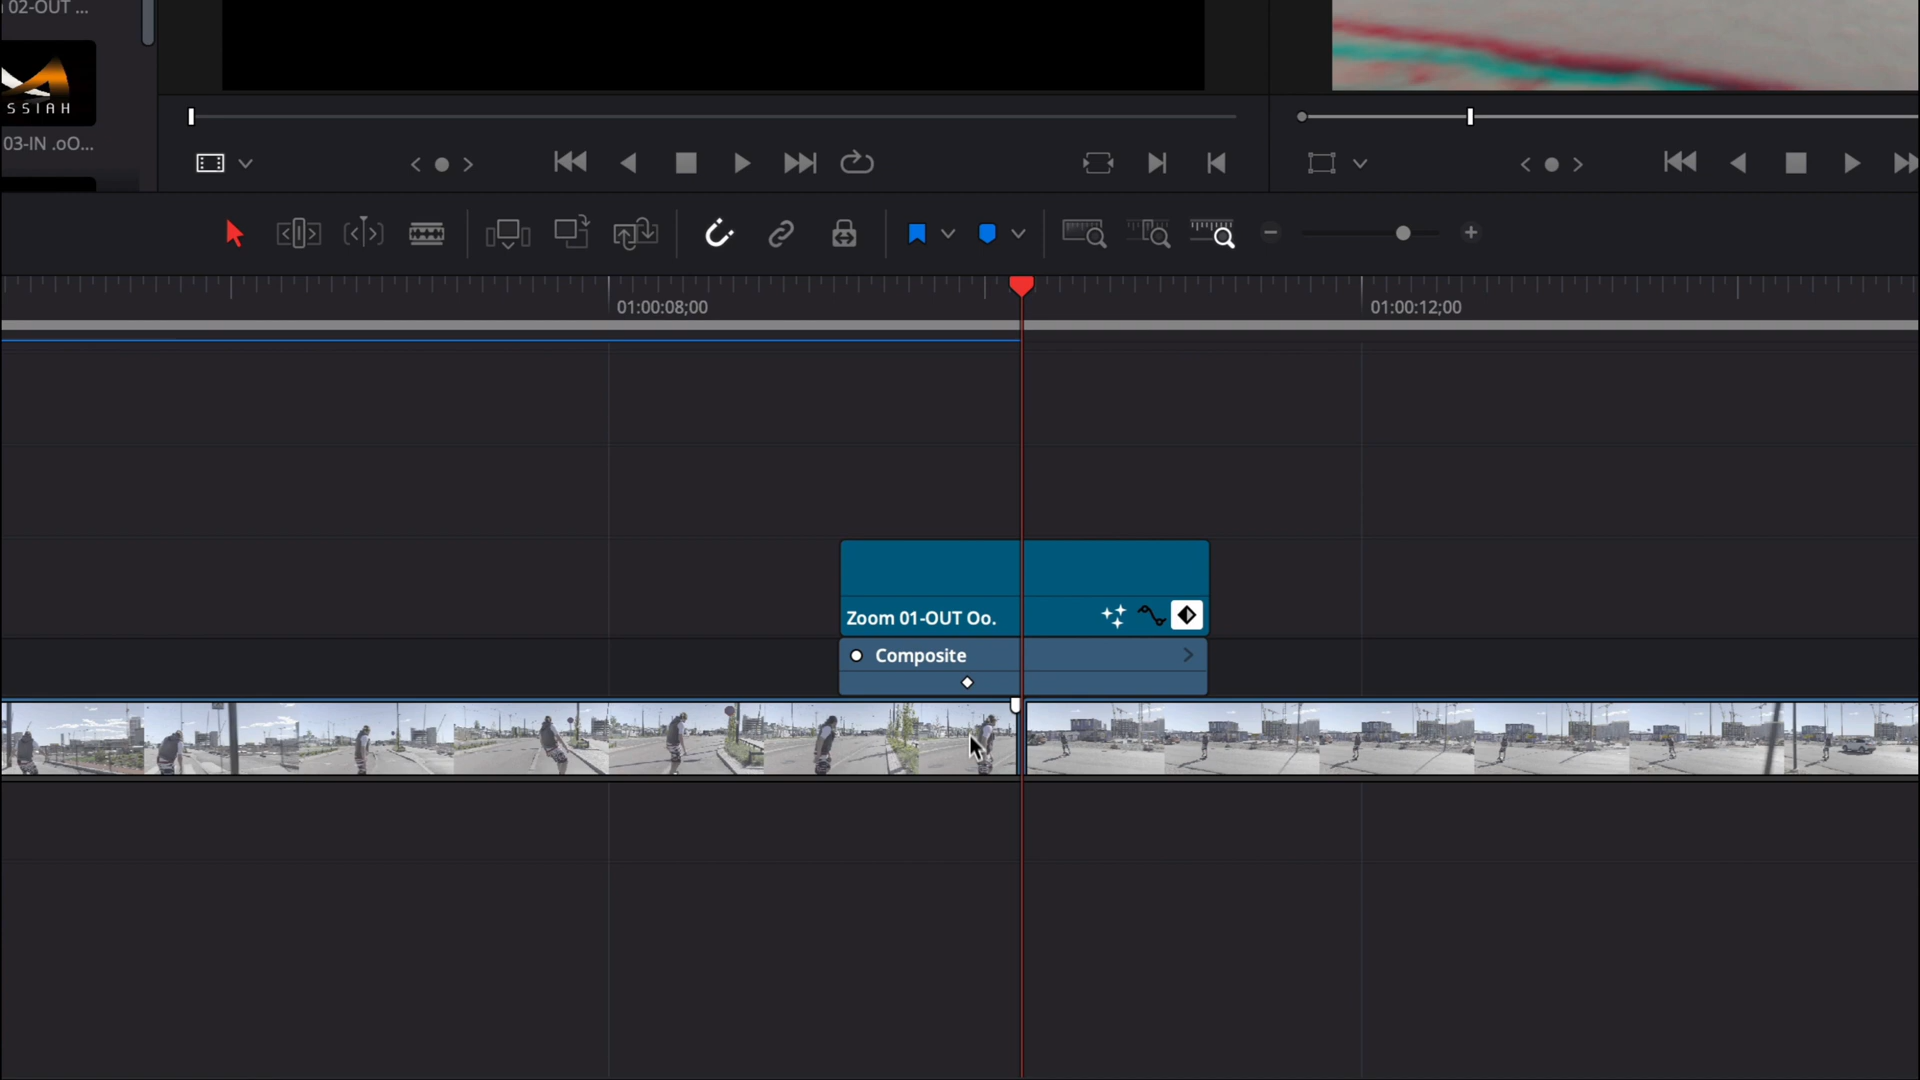 02-OUT ...
SSIAH
03-IN .oO...
01:00:08;00
01:00:12;00
Zoom 01-OUT Oo.
Composite